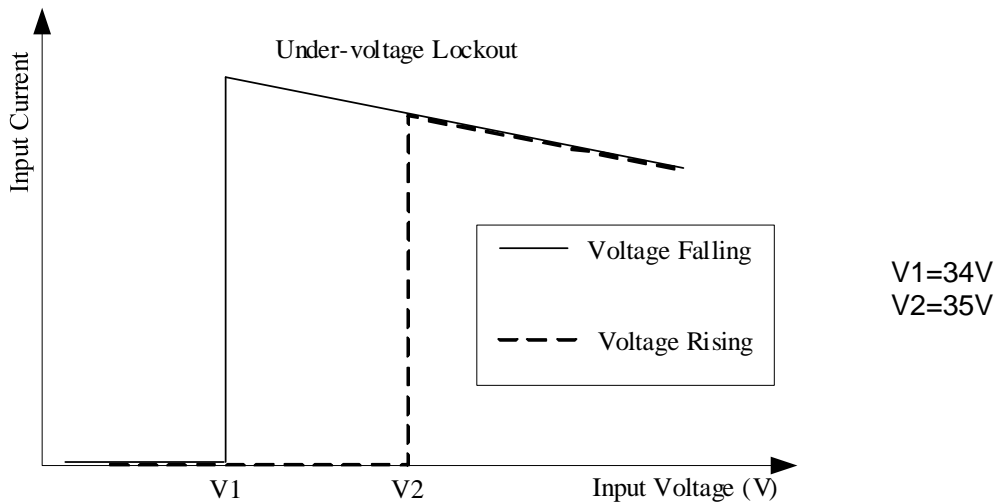 Under-voltage Lockout
Input Current
Voltage Falling
Voltage Rising
V1=34V
V2=35V
V1
V2
Input Voltage (V)